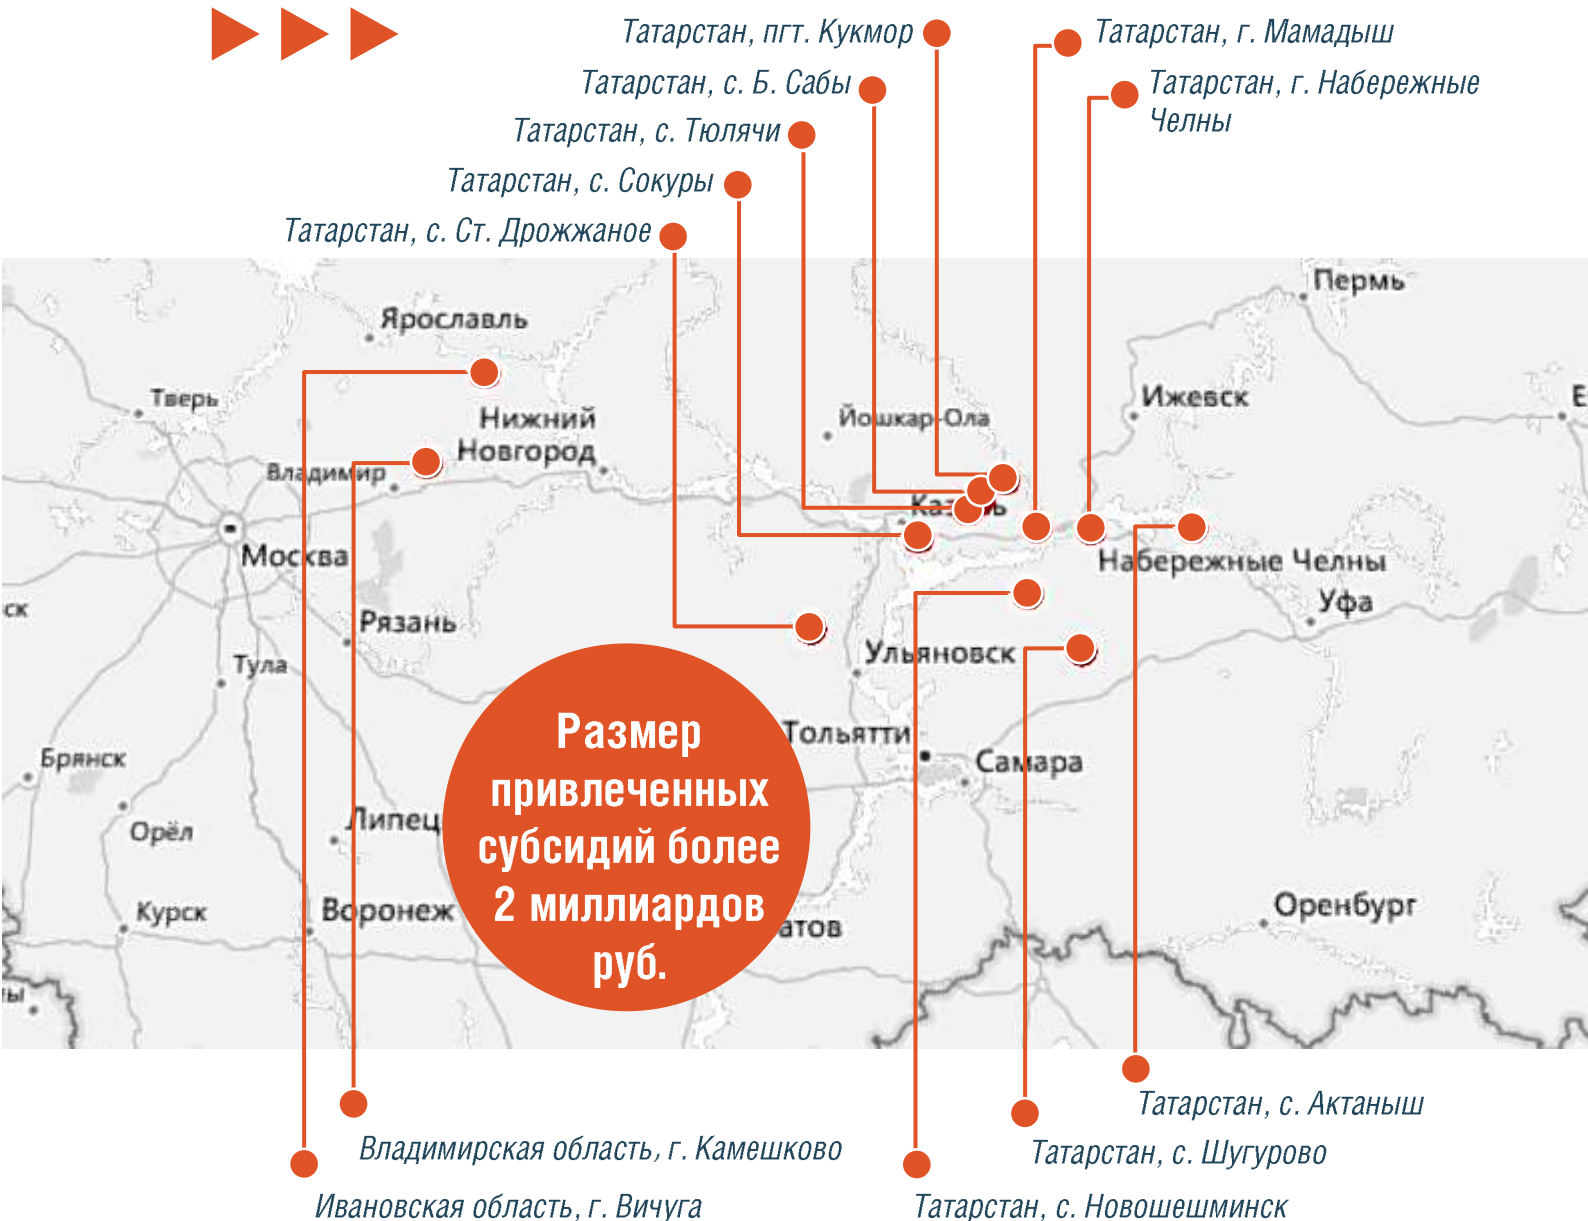 Татарстан, пгт. Кукмор
Татарстан, г. Мамадыш
Татарстан, с. Б. Сабы
Татарстан, г. Набережные
Челны
Татарстан, с. Тюлячи
Татарстан, с. Сокуры
Татарстан, с. Ст. Дрожжаное
Пермь
Ярославль
Тверь
Ижевск
Нижний
Новгород
Йошкар-Ола
Владимир
Москва
Набережные Челны
ск
Рязань
Уфа
Тула
Ульяновск
Размер
привлеченных
субсидий более
2 миллиардов
руб.
Тольятти
Брянск
Самара
Орёл
Липец
Курск
Воронеж
атов
Оренбург
ны
Татарстан, с. Актаныш
Владимирская область, г. Камешково
Татарстан, с. Шугурово
Ивановская область, г. Вичуга
Татарстан, с. Новошешминск